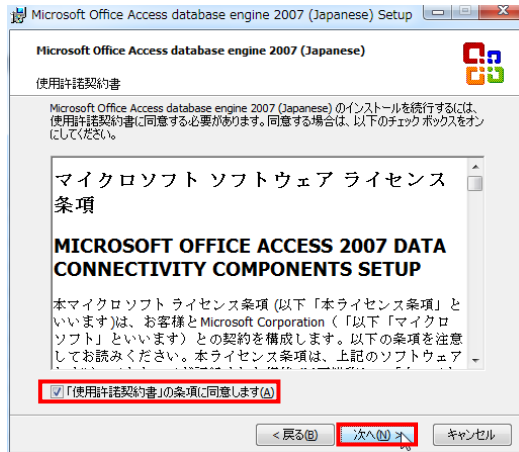 Microsoft Office Access database engine 2007 (Japanese) Setup
Microsoft Office Access database engine 2007 (Japanese)
使用許諾契約書
Microsoft Office Access database engine 2007 (Japanese) のインストールを続行するには、
使用許諾契約書に同意する必要があります。同意する場合は、以下のチェック ボックスをオン
にしてください。
マイクロソフト ソフトウェア ライセンス
条項
MICROSOFT OFFICE ACCESS 2007 DATA
CONNECTIVITY COMPONENTS SETUP
本マイクロソフト ライセンス条項 (以下「本ライセンス条項」と
いいます)は、お客様と Microsoft Corporation (以下「マイクロ
ソフト」といいます) との契約を構成します。以下の条項を注意
してお読みください。本ライセンス条項は、上記のソフトウェア
「使用許諾契約書」の条項に同意します(A)
< 戻る(B) 次へ(N) > キャンセル